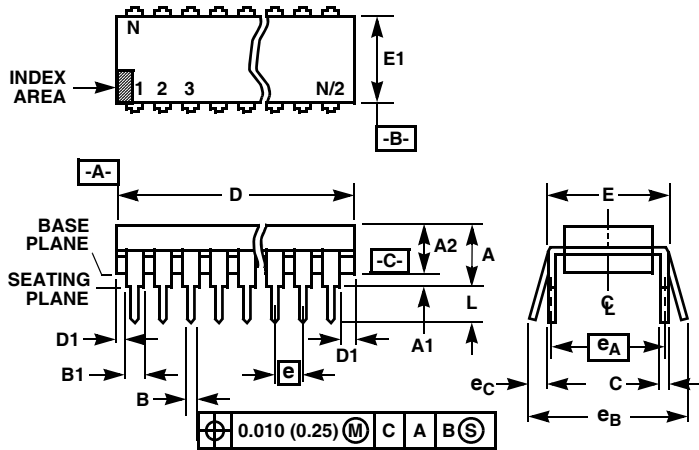 N
E1
INDEX
AREA
1 2 3 N/2
-B-
-A-
D
E
BASE
PLANE
A2
A
-C-
SEATING
PLANE
L
C
L
D1
A1
D1
eA
B1
e
eC
C
B
eB
0.010 (0.25) M C A B S